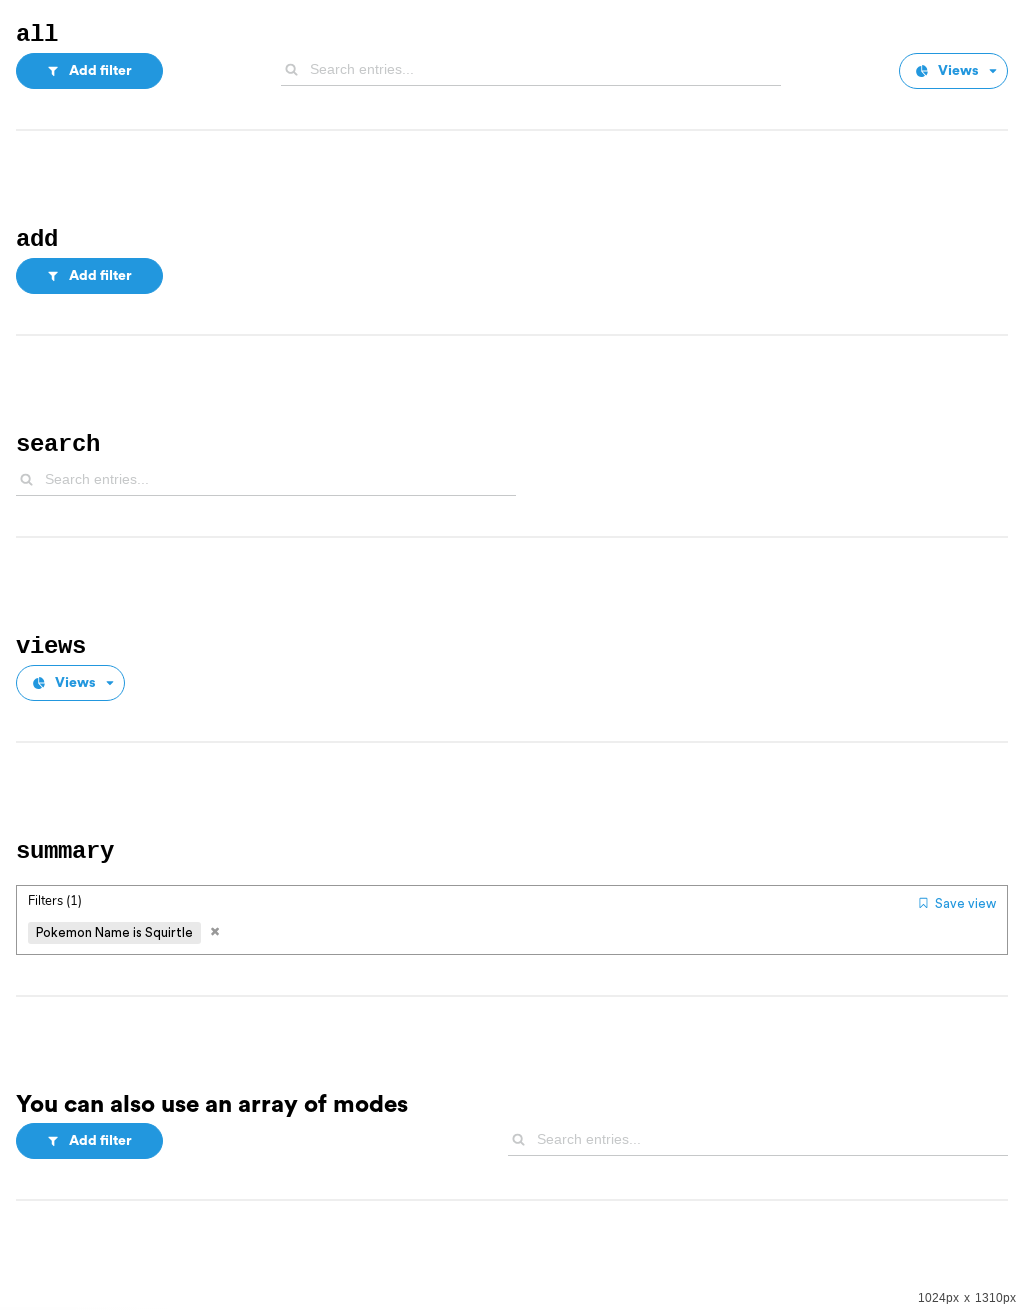 all
Add filter
Search entries...
Views
add
Add filter
search
Search entries...
views
Views
summary
Filters (1)
Save view
Pokemon Name is Squirtle
You can also use an array of modes
Add filter
Search entries...
1024px x 1310px